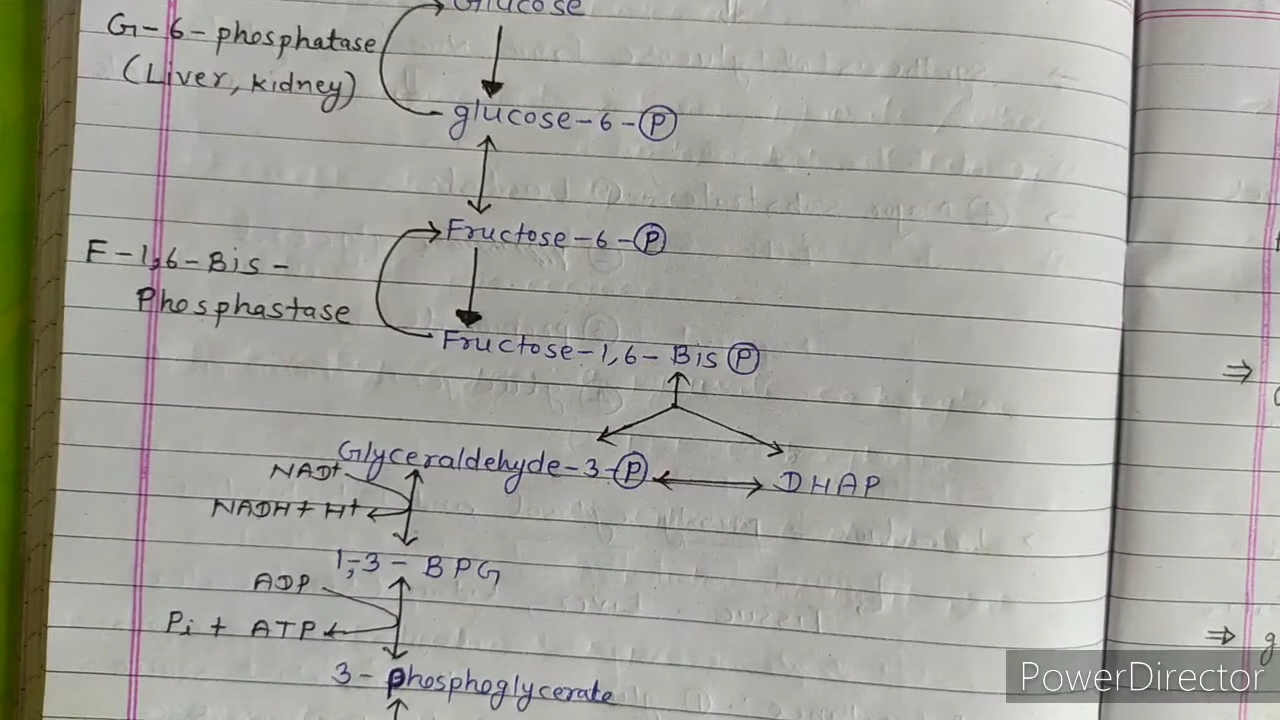 Glucose
G-6-phosphatase
(Liver, kidney)
glucose-6-P
Fructose-6-P
F-1,6-Bis-
Phosphastase
Fructose-1,6-Bis P
Glyceraldehyde-3-P
DHAP
NAD+
NADH + H+
1,3-BPG
ADP
Pi + ATP
3-phosphoglycerate
⇒
⇒ g
PowerDirector